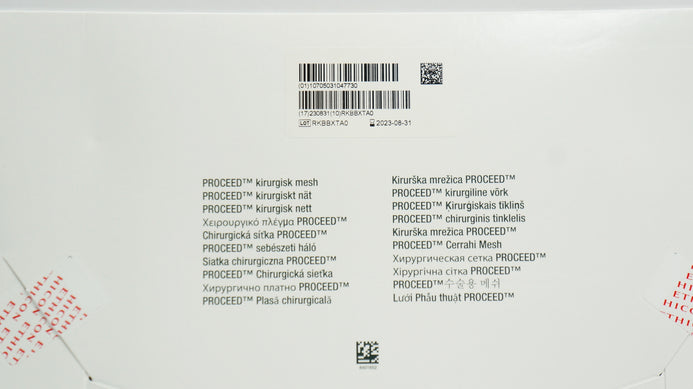 (01)10705031047730
(17)230831(10)RKBBXTA0
LOT RKBBXTA0 2023-08-31
PROCEED™ kirurgisk mesh
PROCEED™ kirurgiskt nät
PROCEED™ kirurgisk nett
Χειρουργικό πλέγμα PROCEED™
Chirurgická síťka PROCEED™
PROCEED™ sebészeti háló
Siatka chirurgiczna PROCEED™
PROCEED™ Chirurgická sieťka
Хирургично платно PROCEED™
PROCEED™ Plasă chirurgicală
Kirurška mrežica PROCEED™
PROCEED™ kirurgiline võrk
PROCEED™ Ķirurģiskais tīkliņš
PROCEED™ chirurginis tinklelis
Kirurška mrežica PROCEED™
PROCEED™ Cerrahi Mesh
Хирургическая сетка PROCEED™
Хірургічна сітка PROCEED™
PROCEED™ 수술용 메쉬
Lưới Phẫu thuật PROCEED™